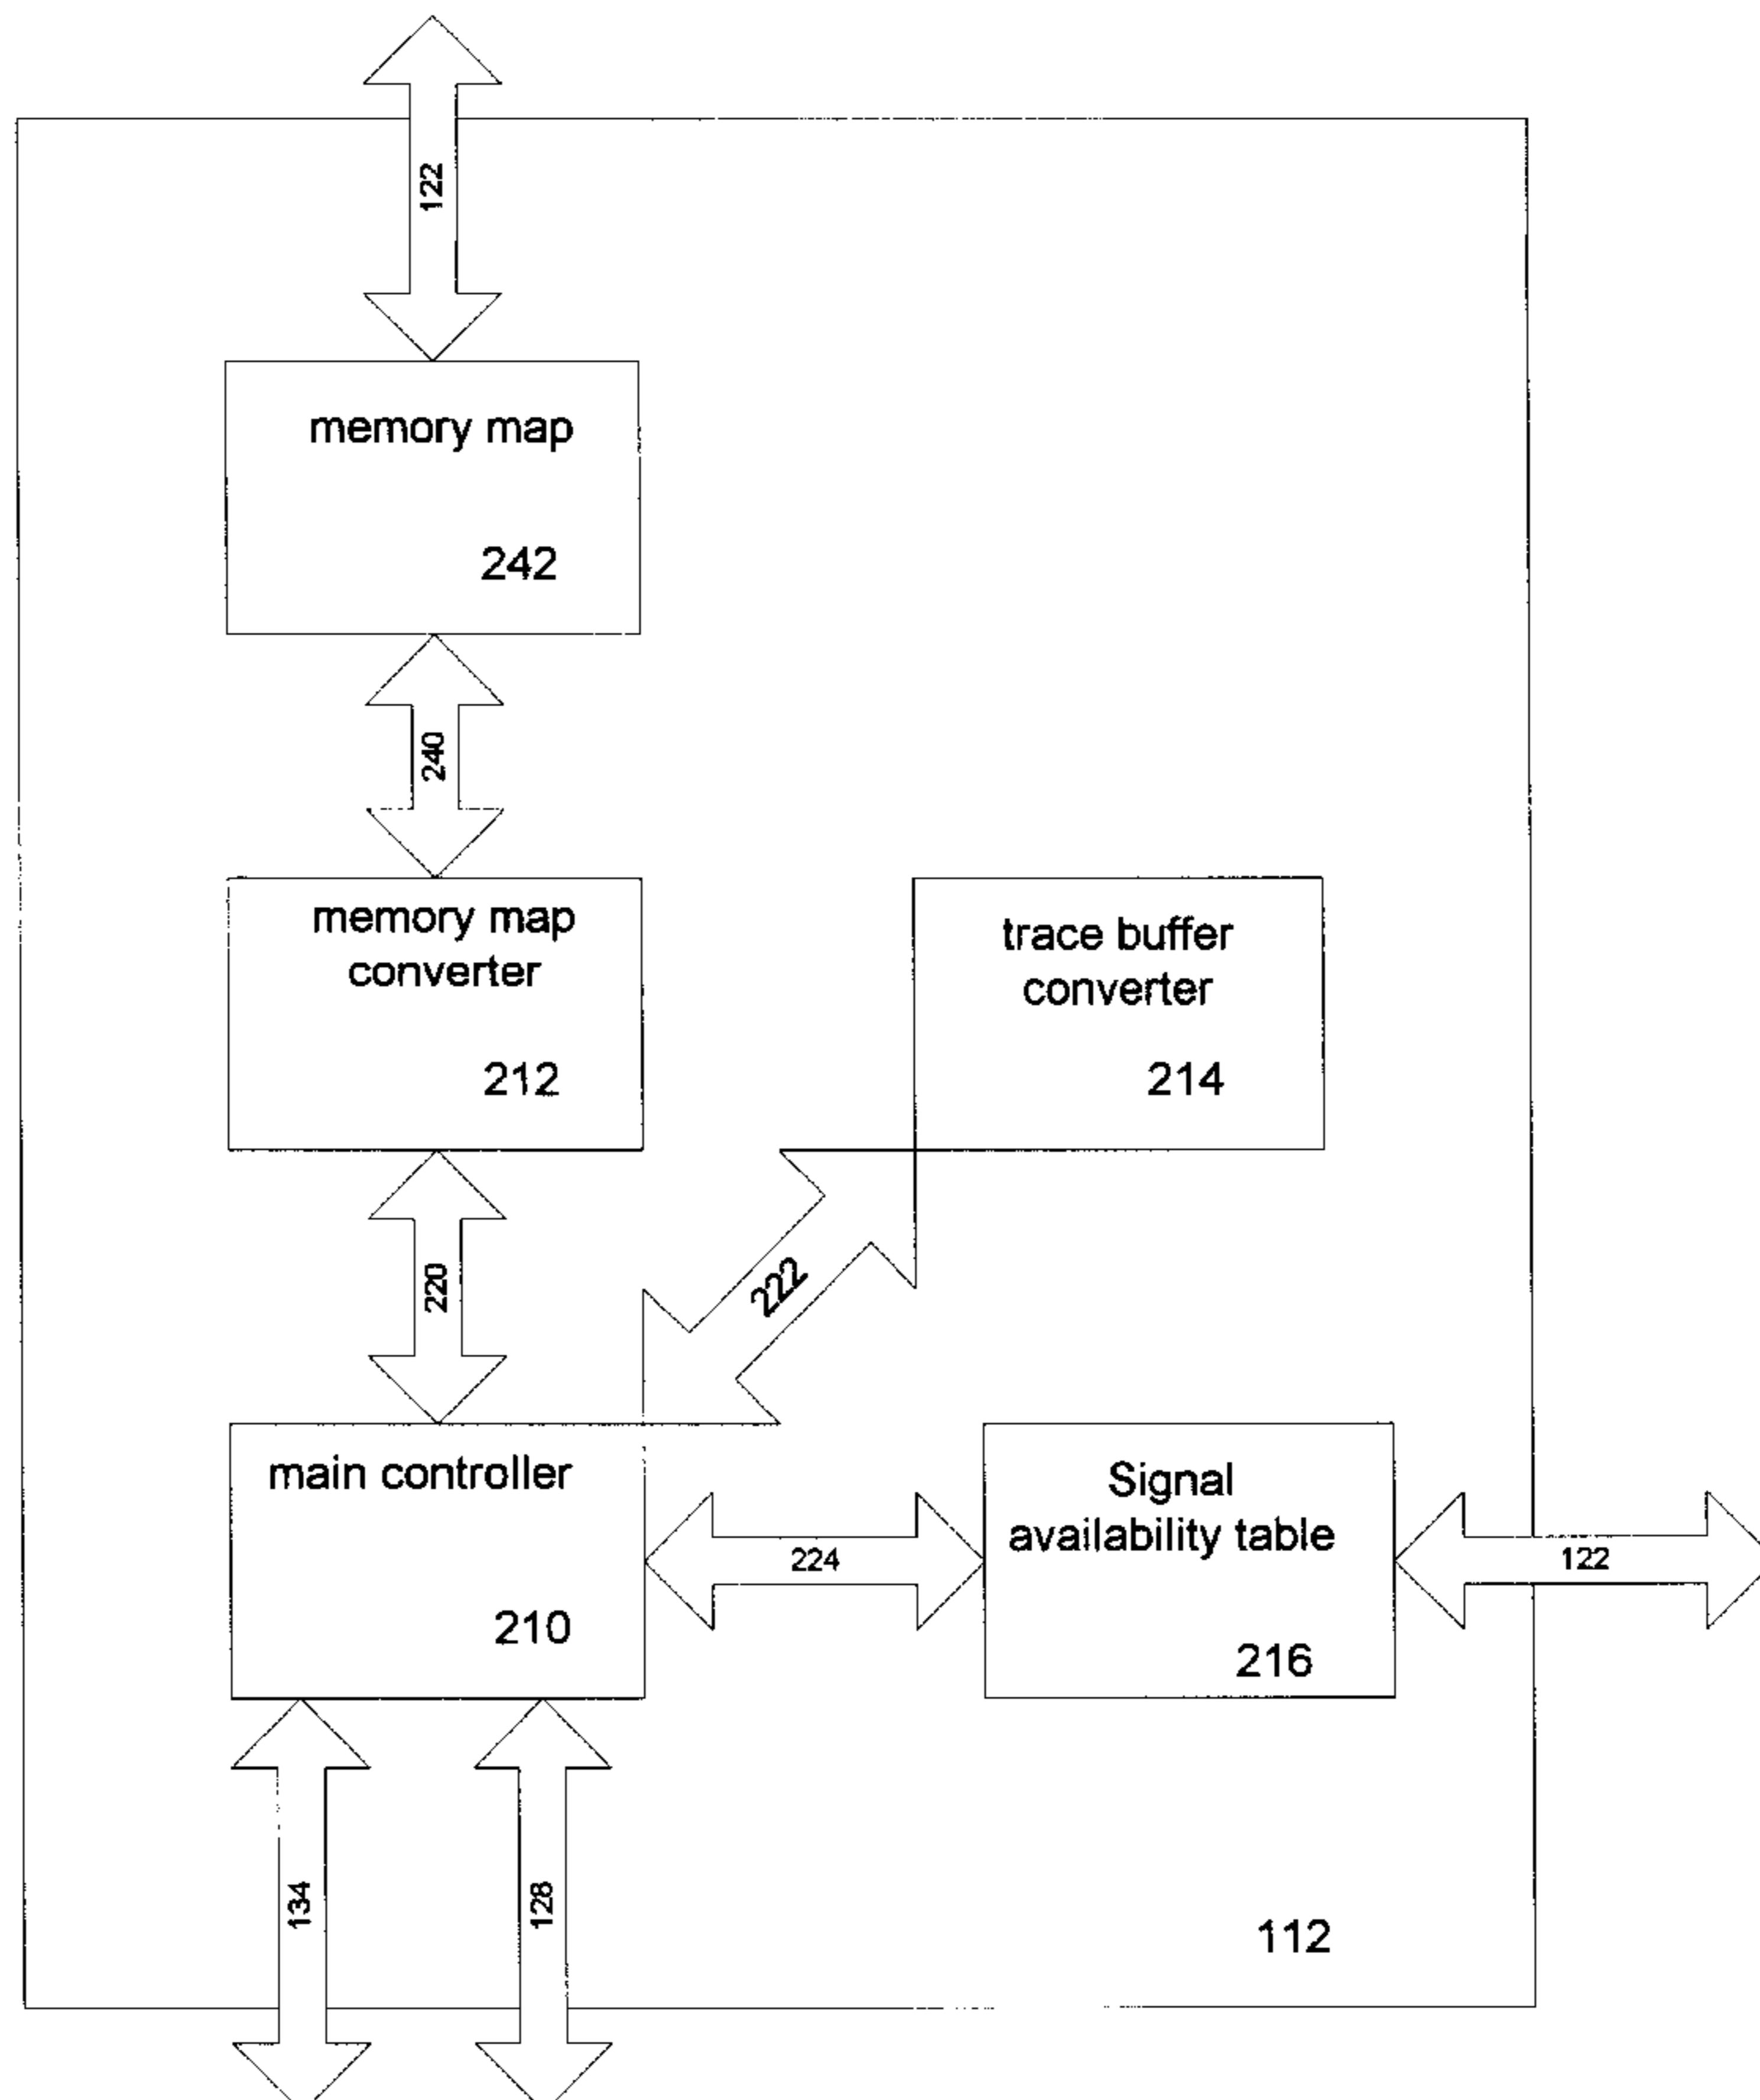 122
memory map
242
240
memory map
converter
212
trace buffer
converter
214
220
222
main controller
210
224
Signal
availability table
216
122
134
128
112